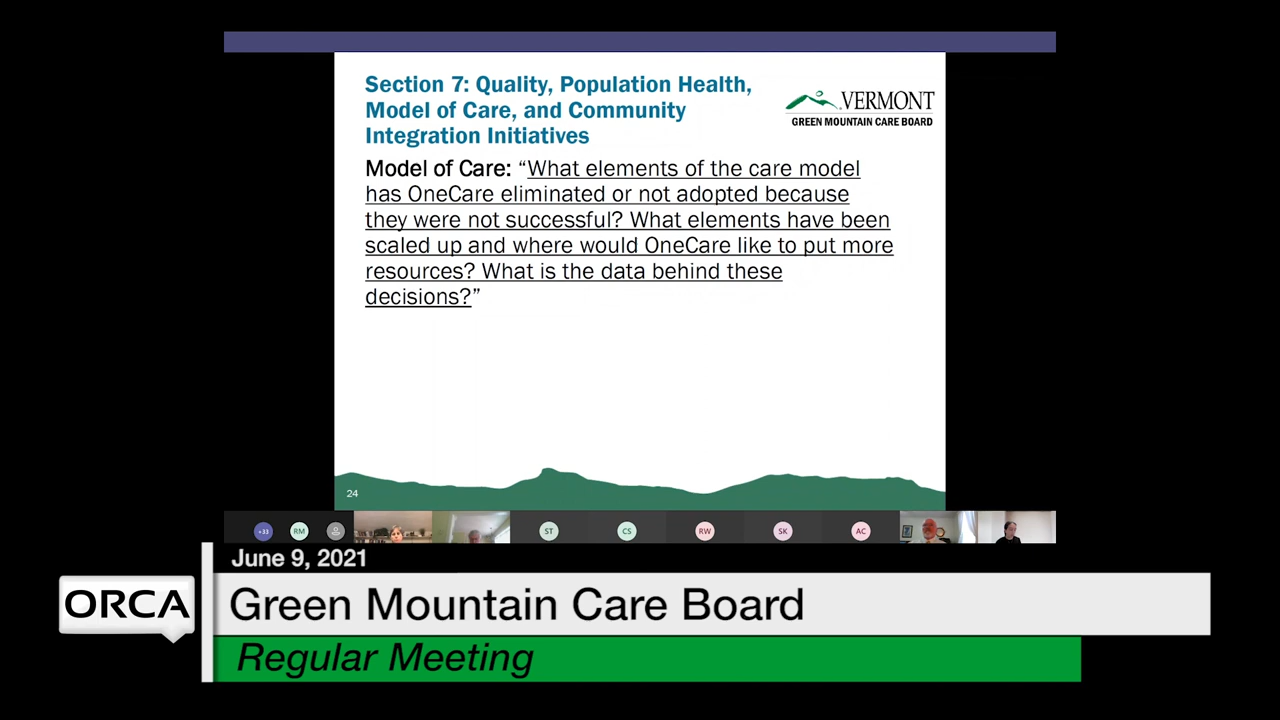 Section 7: Quality, Population Health,
Model of Care, and Community
Integration Initiatives
VERMONT
GREEN MOUNTAIN CARE BOARD
Model of Care: “What elements of the care model
has OneCare eliminated or not adopted because
they were not successful? What elements have been
scaled up and where would OneCare like to put more
resources? What is the data behind these
decisions?”
24
+33 RM ST CS RW SK AC
June 9, 2021
ORCA
Green Mountain Care Board
Regular Meeting